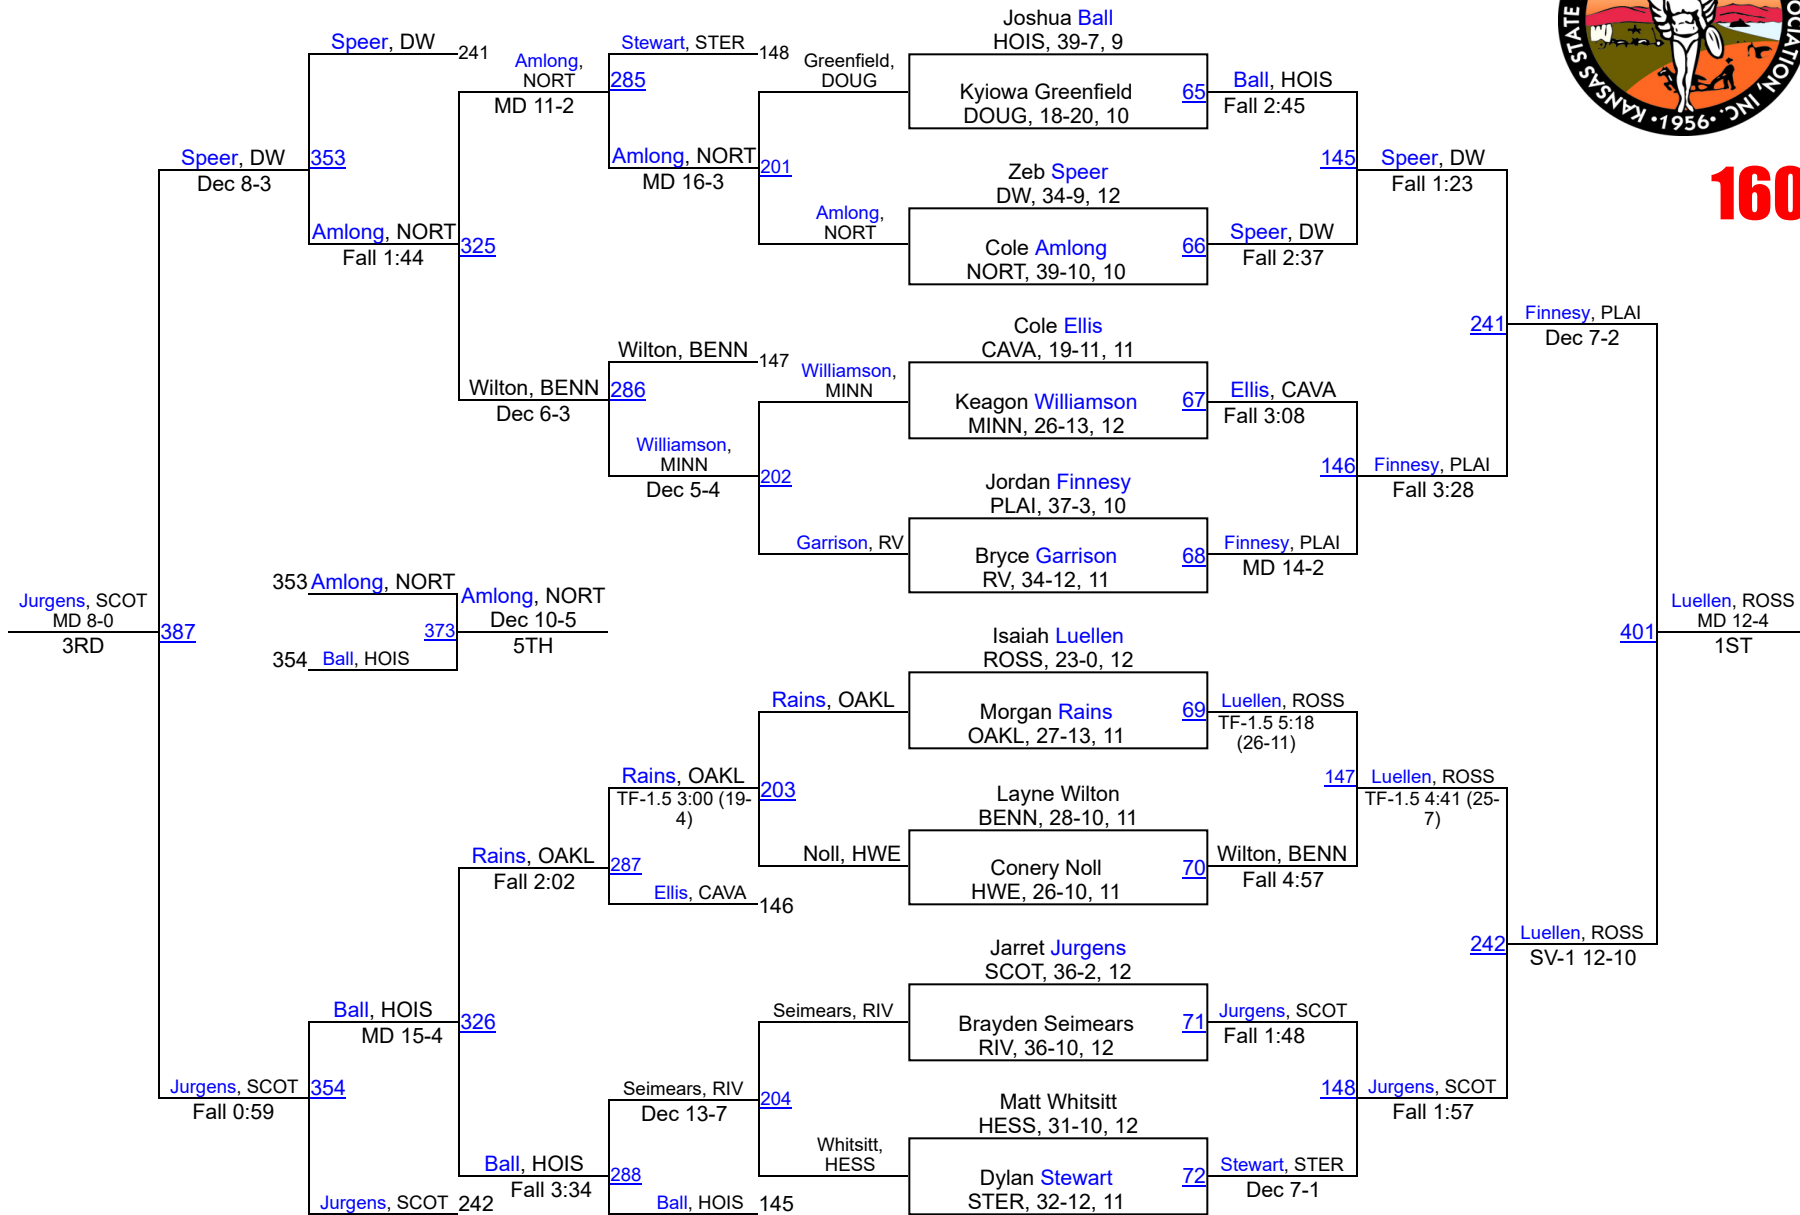 KANSAS STATE
OCIATION, INC.
•1956•
160
Joshua Ball
HOIS, 39-7, 9
Kyiowa Greenfield
DOUG, 18-20, 10
Zeb Speer
DW, 34-9, 12
Cole Amlong
NORT, 39-10, 10
Cole Ellis
CAVA, 19-11, 11
Keagon Williamson
MINN, 26-13, 12
Jordan Finnesy
PLAI, 37-3, 10
Bryce Garrison
RV, 34-12, 11
Isaiah Luellen
ROSS, 23-0, 12
Morgan Rains
OAKL, 27-13, 11
Layne Wilton
BENN, 28-10, 11
Conery Noll
HWE, 26-10, 11
Jarret Jurgens
SCOT, 36-2, 12
Brayden Seimears
RIV, 36-10, 12
Matt Whitsitt
HESS, 31-10, 12
Dylan Stewart
STER, 32-12, 11
65
Ball, HOIS
Fall 2:45
66
Speer, DW
Fall 2:37
67
Ellis, CAVA
Fall 3:08
68
Finnesy, PLAI
MD 14-2
69
Luellen, ROSS
TF-1.5 5:18
(26-11)
70
Wilton, BENN
Fall 4:57
71
Jurgens, SCOT
Fall 1:48
72
Stewart, STER
Dec 7-1
145
Speer, DW
Fall 1:23
146
Finnesy, PLAI
Fall 3:28
147
Luellen, ROSS
TF-1.5 4:41 (25-
7)
148
Jurgens, SCOT
Fall 1:57
241
Finnesy, PLAI
Dec 7-2
242
Luellen, ROSS
SV-1 12-10
401
Luellen, ROSS
MD 12-4
1ST
Greenfield,
DOUG
Amlong,
NORT
Williamson,
MINN
Garrison, RV
Rains, OAKL
Noll, HWE
Seimears, RIV
Whitsitt,
HESS
Stewart, STER
148
Amlong, NORT
MD 16-3
201
Wilton, BENN
147
Williamson,
MINN
Dec 5-4
202
Rains, OAKL
TF-1.5 3:00 (19-
4)
203
Ellis, CAVA
146
Seimears, RIV
Dec 13-7
204
Ball, HOIS
145
Amlong,
NORT
MD 11-2
285
Wilton, BENN
Dec 6-3
286
Rains, OAKL
Fall 2:02
287
Ball, HOIS
Fall 3:34
288
Speer, DW
241
Amlong, NORT
Fall 1:44
325
Ball, HOIS
MD 15-4
326
Jurgens, SCOT
242
Speer, DW
Dec 8-3
353
Jurgens, SCOT
Fall 0:59
354
353
Amlong, NORT
354
Ball, HOIS
373
Amlong, NORT
Dec 10-5
5TH
Jurgens, SCOT
MD 8-0
3RD
387